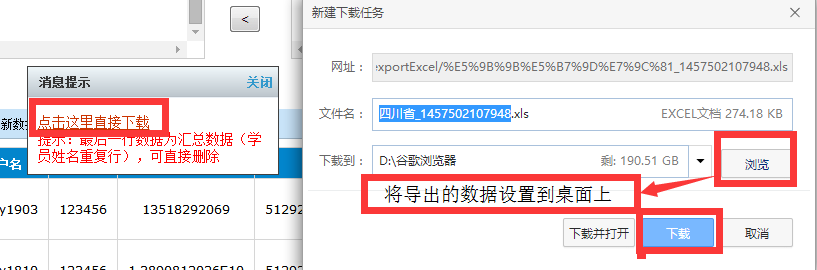 <
消息提示 关闭
点击这里直接下载
提示：最后一行数据为汇总数据（学
员姓名重复行），可直接删除
新数据
户名
y1903 123456 13518292069 51292
y1810 123456 1.3809812026E10 51292
新建下载任务
网址： xportExcel/%E5%9B%9B%E5%B7%9D%E7%9C%81_1457502107948.xls
文件名： 四川省_1457502107948.xls EXCEL文档 274.18 KB
下载到： D:\谷歌浏览器 剩: 190.51 GB 浏览
将导出的数据设置到桌面上
下载并打开 下载 取消